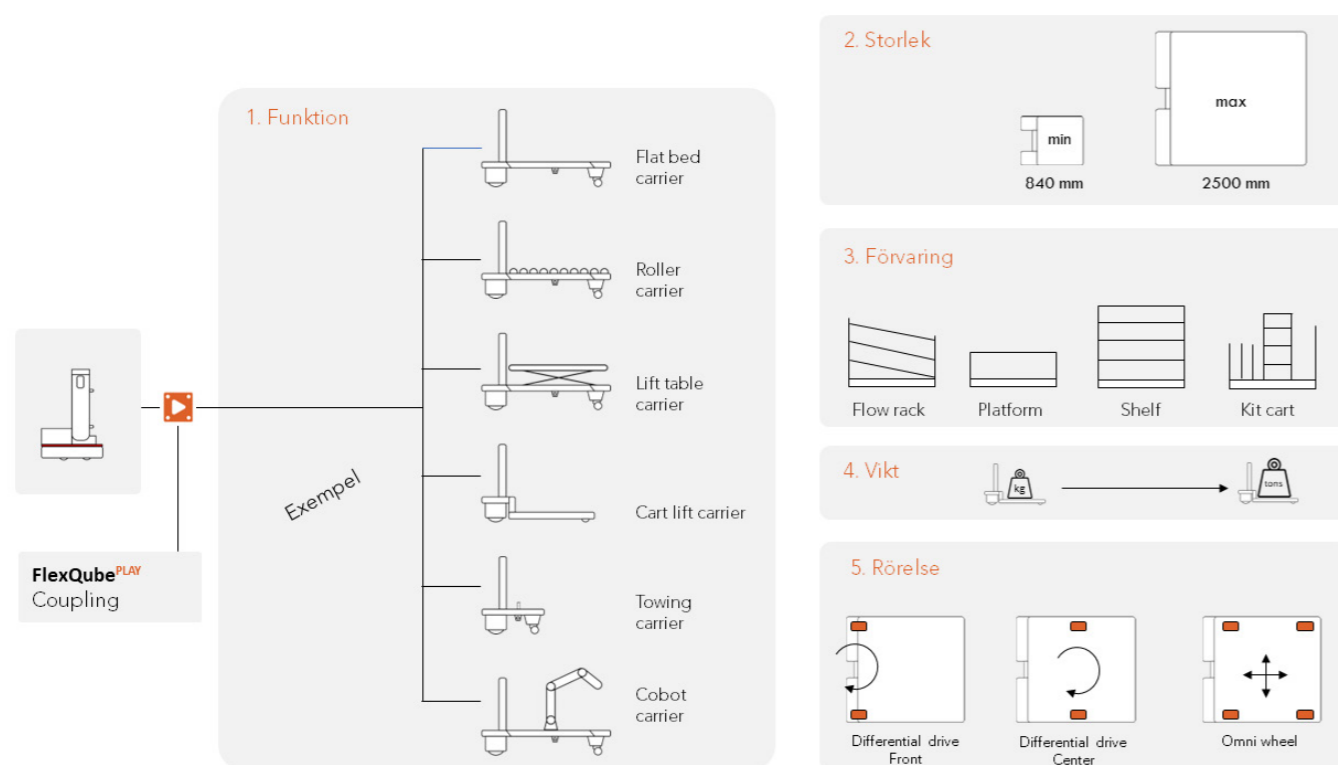 FlexQube PLAY
Coupling
1. Funktion
Exempel
Flat bed
carrier
Roller
carrier
Lift table
carrier
Cart lift carrier
Towing
carrier
Cobot
carrier
2. Storlek
min
840 mm
max
2500 mm
3. Förvaring
Flow rack
Platform
Shelf
Kit cart
4. Vikt
kg
tons
5. Rörelse
Differential drive
Front
Differential drive
Center
Omni wheel